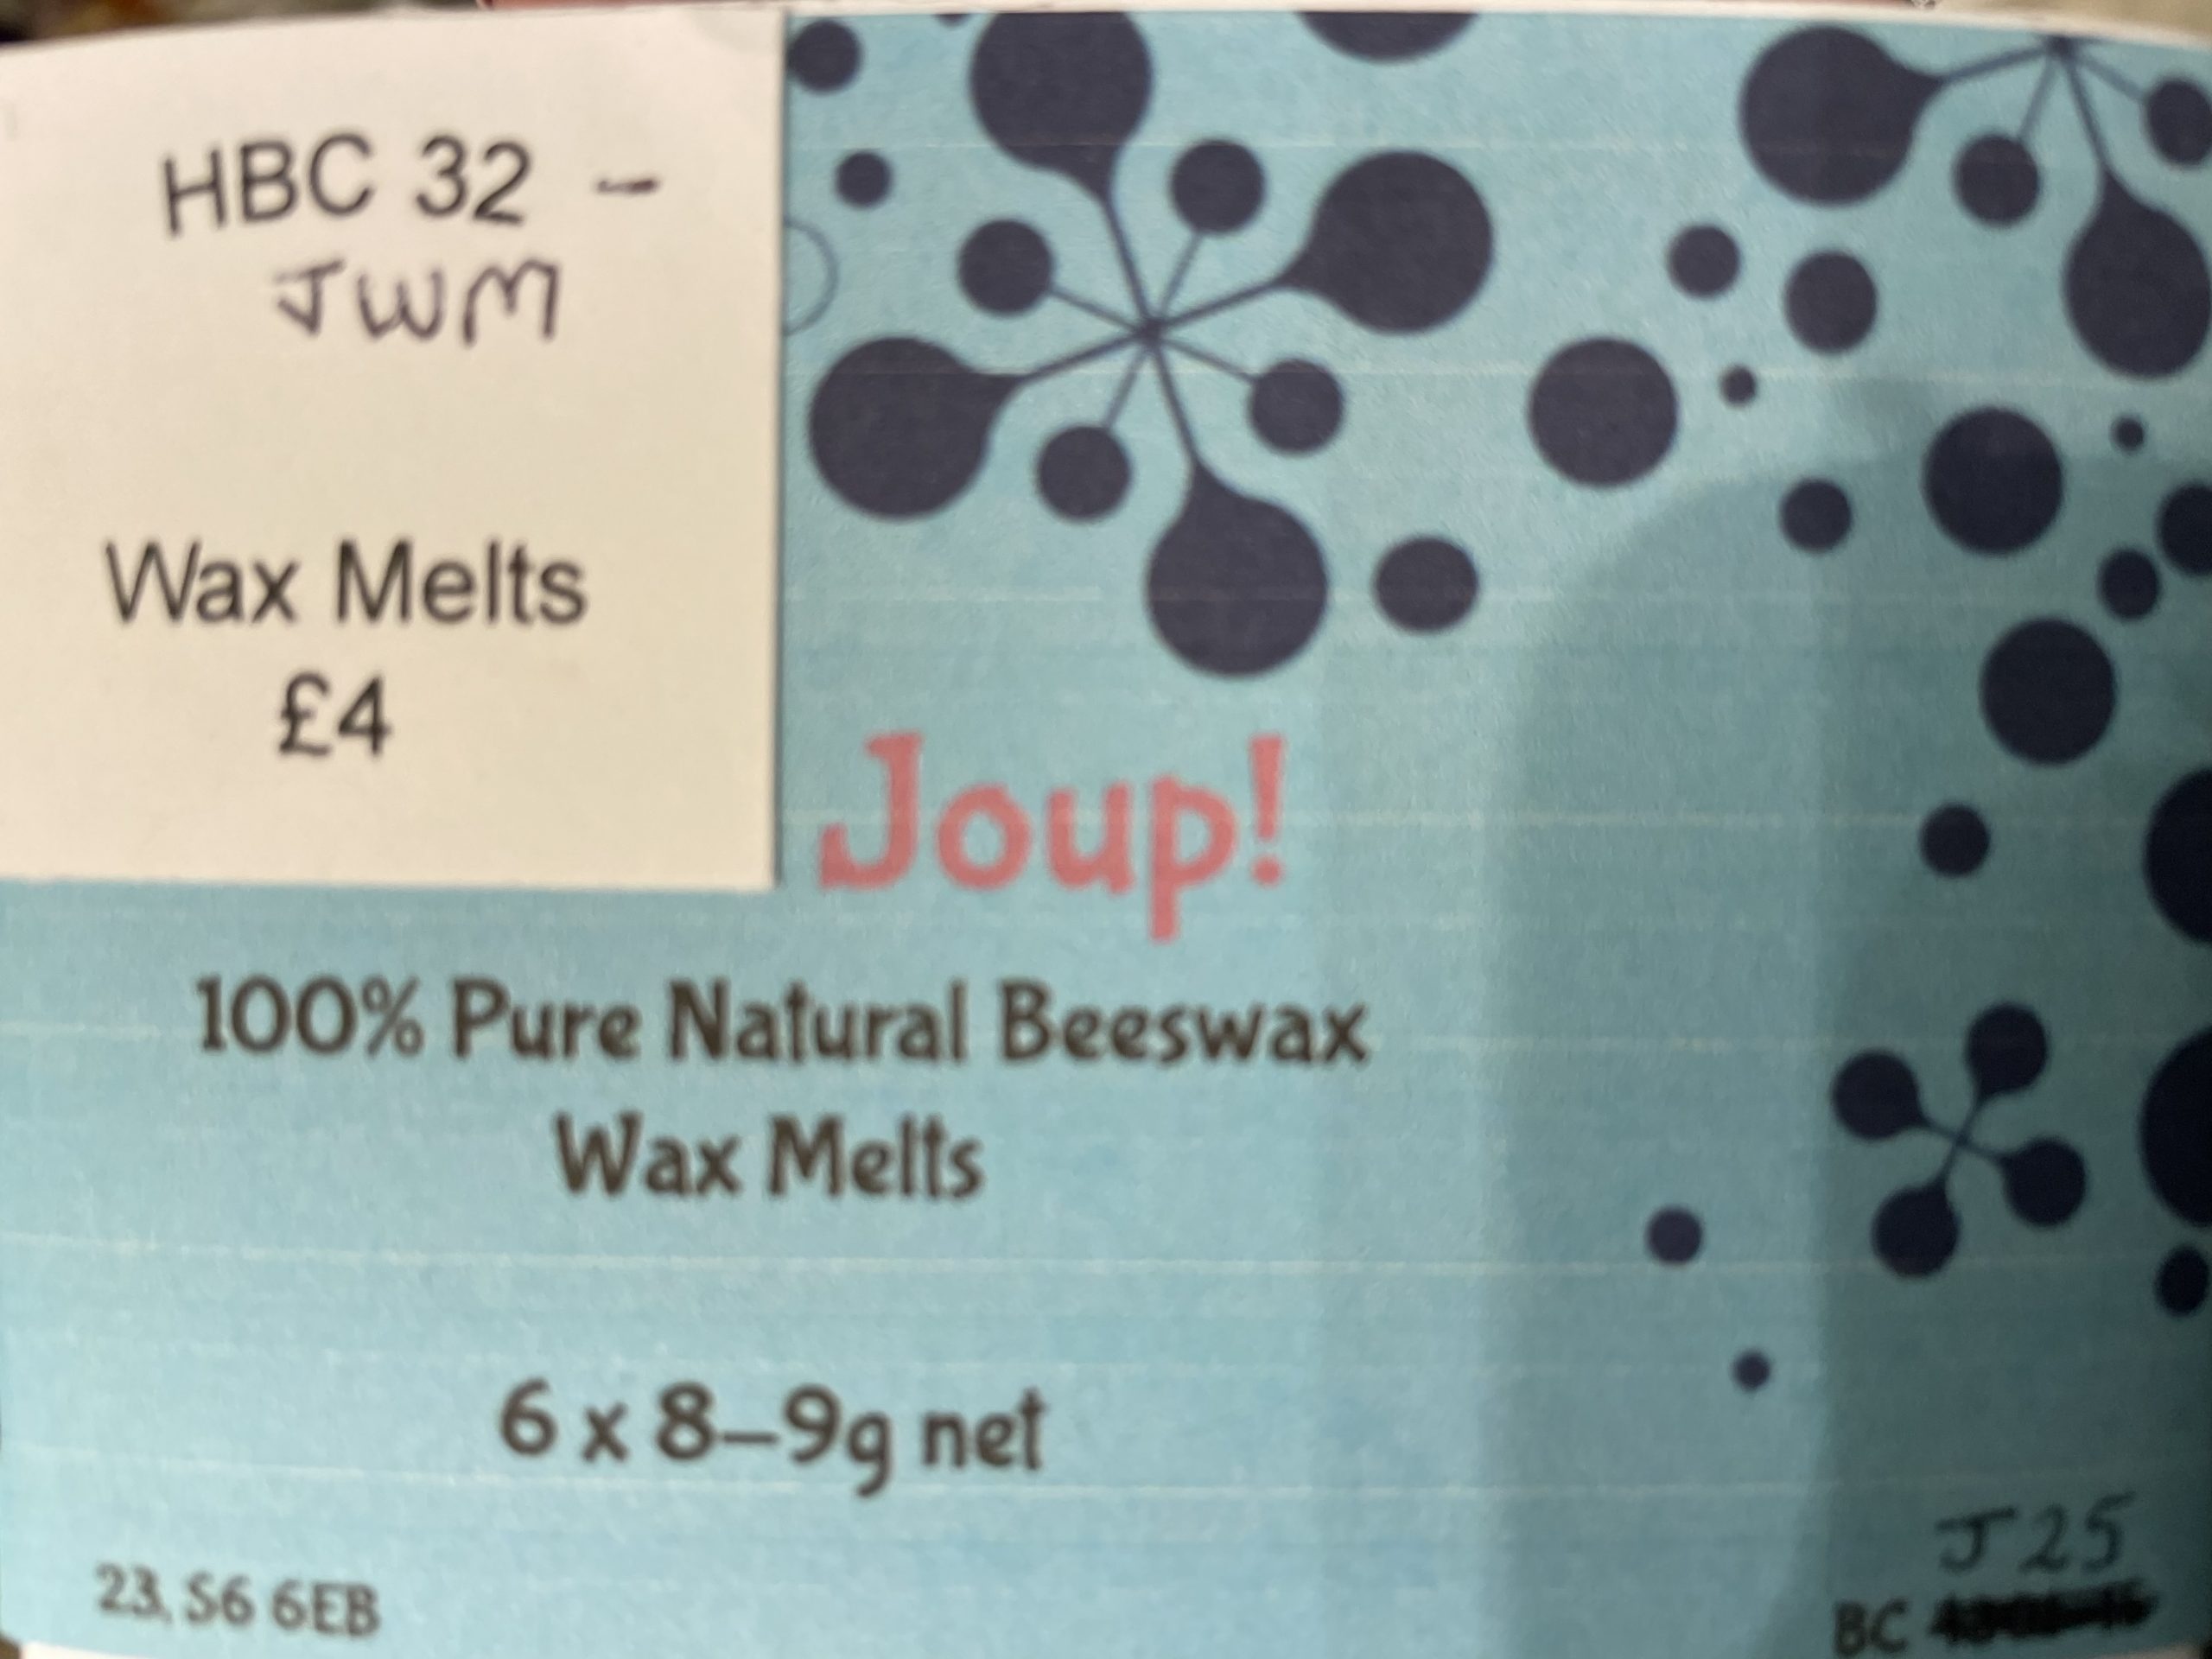 HBC 32 -
JWM
Wax Melts
£4
Joup!
100% Pure Natural Beeswax
Wax Melts
6 x 8–9g net
23, S6 6EB
J25
BC